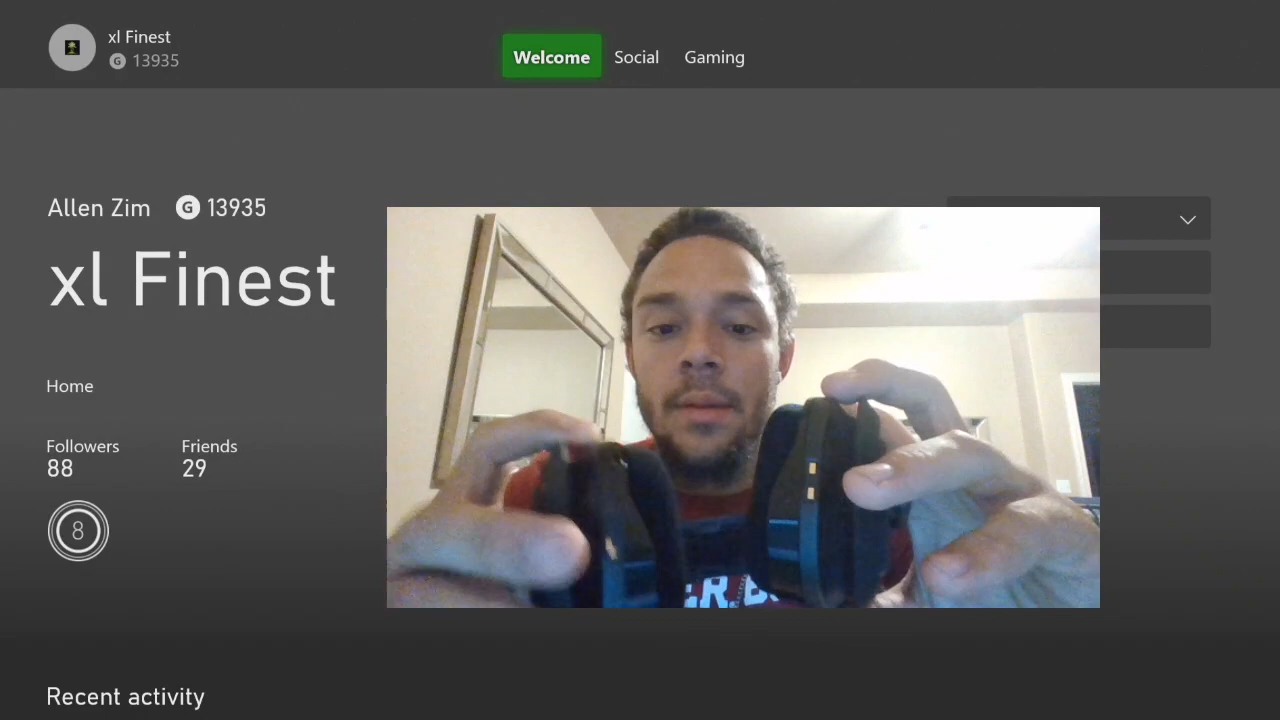 xl Finest
G 13935
Welcome Social Gaming
Allen Zim G 13935
xl Finest
Home
Followers Friends
88 29
8
Recent activity